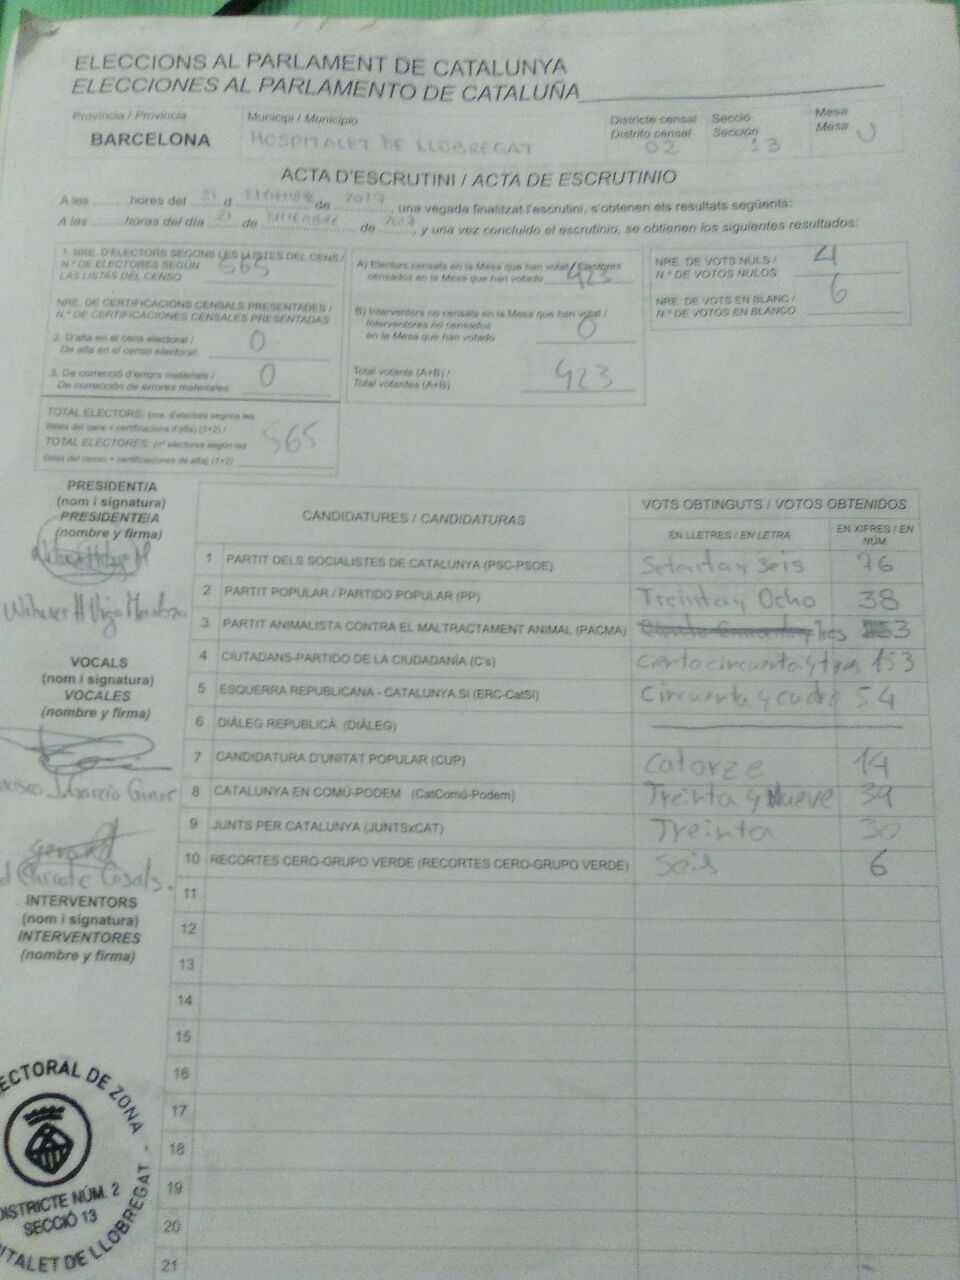 ELECCIONS AL PARLAMENT DE CATALUNYA
ELECCIONES AL PARLAMENTO DE CATALUÑA
Província / Provincia
BARCELONA
Municipi / Municipio
HOSPITALET DE LLOBREGAT
Districte censal
Distrito censal
02
Secció
Sección
13
Mesa
Mesa
U
ACTA D'ESCRUTINI / ACTA DE ESCRUTINIO
A les ......... hores del 21 d de 2017, una vegada finalitzat l'escrutini, s'obtenen els resultats següents:
A las ......... horas del día 21 de DICIEMBRE de 2017, y una vez concluido el escrutinio, se obtienen los siguientes resultados:
1. NRE. D'ELECTORS SEGONS LES LLISTES DEL CENS /
N.º DE ELECTORES SEGÚN
LAS LISTAS DEL CENSO
565
NRE. DE CERTIFICACIONS CENSALS PRESENTADES /
N.º DE CERTIFICACIONES CENSALES PRESENTADAS
2. D'alta en el cens electoral /
De alta en el censo electoral 0
3. De correcció d'errors materials /
De corrección de errores materiales: 0
TOTAL ELECTORS: (nre. d'electors segons les
llistes del cens + certificacions d'alta) (1+2) /
TOTAL ELECTORES: (nº electores según las
listas del censo + certificaciones de alta) (1+2) 565
A) Electors censats en la Mesa que han votat / Electores
censados en la Mesa que han votado 423
B) Interventors no censats en la Mesa que han votat /
Interventores no censados
en la Mesa que han votado 0
Total votants (A+B) /
Total votantes (A+B) 423
NRE. DE VOTS NULS /
N.º DE VOTOS NULOS 4
NRE. DE VOTS EN BLANC /
N.º DE VOTOS EN BLANCO 6
PRESIDENT/A
(nom i signatura)
PRESIDENTE/A
(nombre y firma)
VOCALS
(nom i signatura)
VOCALES
(nombre y firma)
García Giner
Gerard
Chicote Casals.
INTERVENTORS
(nom i signatura)
INTERVENTORES
(nombre y firma)
CANDIDATURES / CANDIDATURAS
VOTS OBTINGUTS / VOTOS OBTENIDOS
EN LLETRES / EN LETRA
EN XIFRES / EN NÚM.
1 PARTIT DELS SOCIALISTES DE CATALUNYA (PSC-PSOE) Setenta y seis 76
2 PARTIT POPULAR / PARTIDO POPULAR (PP) Treinta y Ocho 38
3 PARTIT ANIMALISTA CONTRA EL MALTRACTAMENT ANIMAL (PACMA) Tres 3
4 CIUTADANS-PARTIDO DE LA CIUDADANÍA (C's) ciento cincuenta y tres 153
5 ESQUERRA REPUBLICANA - CATALUNYA SÍ (ERC-CatSí) Cincuenta y cuatro 54
6 DIÀLEG REPUBLICÀ (DIÀLEG)
7 CANDIDATURA D'UNITAT POPULAR (CUP) Catorze 14
8 CATALUNYA EN COMÚ-PODEM (CatComú-Podem) Treinta y Nueve 39
9 JUNTS PER CATALUNYA (JUNTSxCAT) Treinta 30
10 RECORTES CERO-GRUPO VERDE (RECORTES CERO-GRUPO VERDE) Seis 6
11
12
13
14
15
16
17
18
19
20
21
ECTORAL DE ZONA -
DISTRICTE NÚM. 2
SECCIÓ 13
PITALET DE LLOBREGAT